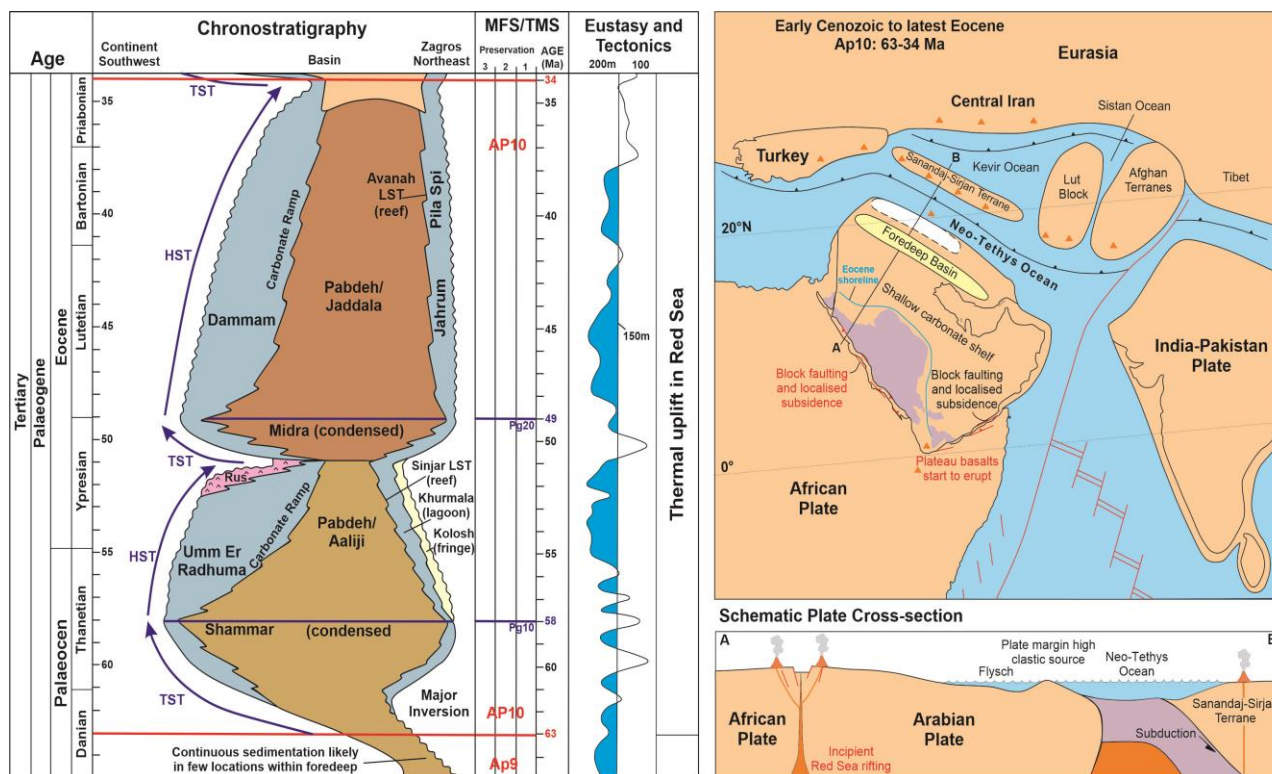 Chronostratigraphy
MFS/TMS
Eustasy and
Tectonics
Age
Continent
Southwest
Basin
Zagros
Northeast
Preservation
3 2 1
AGE
(Ma)
200m 100
Tertiary
Palaeogene
Eocene
Palaeocen
Priabonian
Bartonian
Lutetian
Ypresian
Thanetian
Danian
35
40
45
50
55
60
TST
HST
TST
HST
TST
Carbonate Ramp
Dammam
Pabdeh/
Jaddala
Avanah
LST
(reef)
Pila Spi
Jahrum
Midra (condensed)
Rus
Carbonate Ramp
Umm Er
Radhuma
Pabdeh/
Aaliji
Sinjar LST
(reef)
Khurmala
(lagoon)
Kolosh
(fringe)
Shammar (condensed
Major
Inversion
Continuous sedimentation likely
in few locations within foredeep
34
35
AP10
40
45
49
Pg20
50
55
58
Pg10
60
AP10
63
Ap9
150m
Thermal uplift in Red Sea
Early Cenozoic to latest Eocene
Ap10: 63-34 Ma
Eurasia
Central Iran
Sistan Ocean
Turkey
B
Sanandaj-Sirjan
Terrane
Kevir Ocean
Lut
Block
Afghan
Terranes
Tibet
20°N
Neo-Tethys Ocean
Foredeep Basin
Eocene
shoreline
Shallow carbonate shelf
A
Block faulting
and localised
subsidence
Block faulting
and localised
subsidence
India-Pakistan
Plate
0°
Plateau basalts
start to erupt
African
Plate
Schematic Plate Cross-section
A
Plate margin high
clastic source
Flysch
Neo-Tethys
Ocean
African
Plate
Incipient
Red Sea rifting
Arabian
Plate
Sanandaj-Sirja
Terrane
Subduction